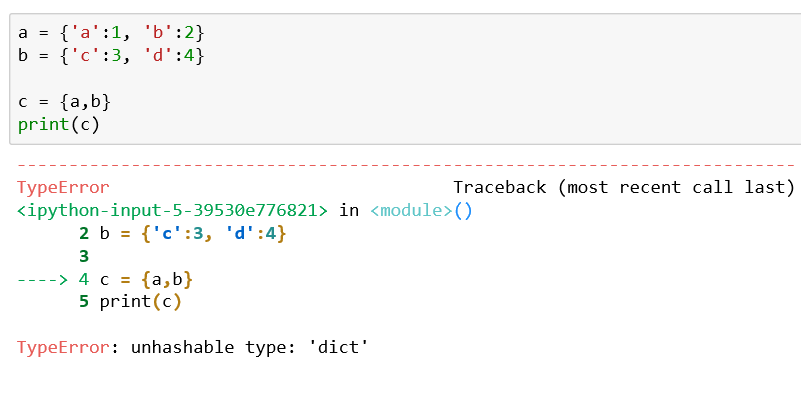 a = {'a':1, 'b':2}
b = {'c':3, 'd':4}
c = {a,b}
print(c)
---------------------------------------------------------------------------
TypeError                                 Traceback (most recent call last)
<ipython-input-5-39530e776821> in <module>()
      2 b = {'c':3, 'd':4}
      3
----> 4 c = {a,b}
      5 print(c)
TypeError: unhashable type: 'dict'